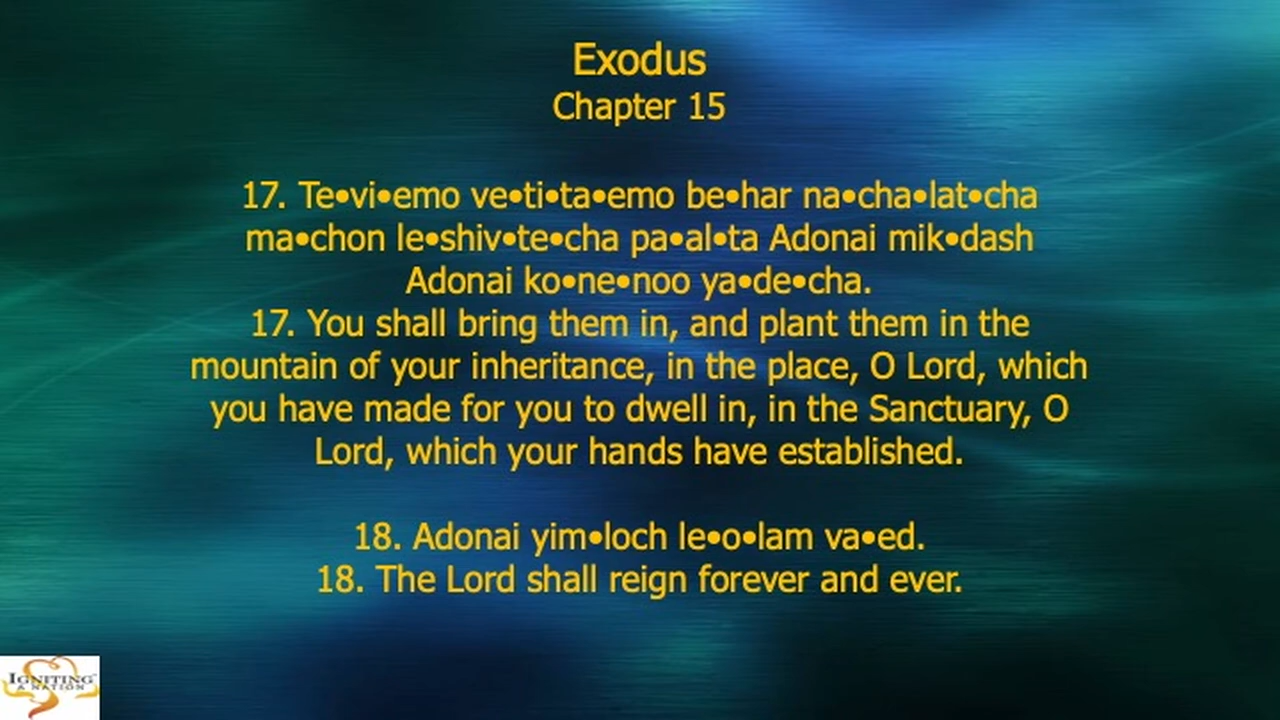 Exodus
Chapter 15
17. Te•vi•emo ve•ti•ta•emo be•har na•cha•lat•cha
ma•chon le•shiv•te•cha pa•al•ta Adonai mik•dash
Adonai ko•ne•noo ya•de•cha.
17. You shall bring them in, and plant them in the
mountain of your inheritance, in the place, O Lord, which
you have made for you to dwell in, in the Sanctuary, O
Lord, which your hands have established.
18. Adonai yim•loch le•o•lam va•ed.
18. The Lord shall reign forever and ever.
IGNITING
A NATION